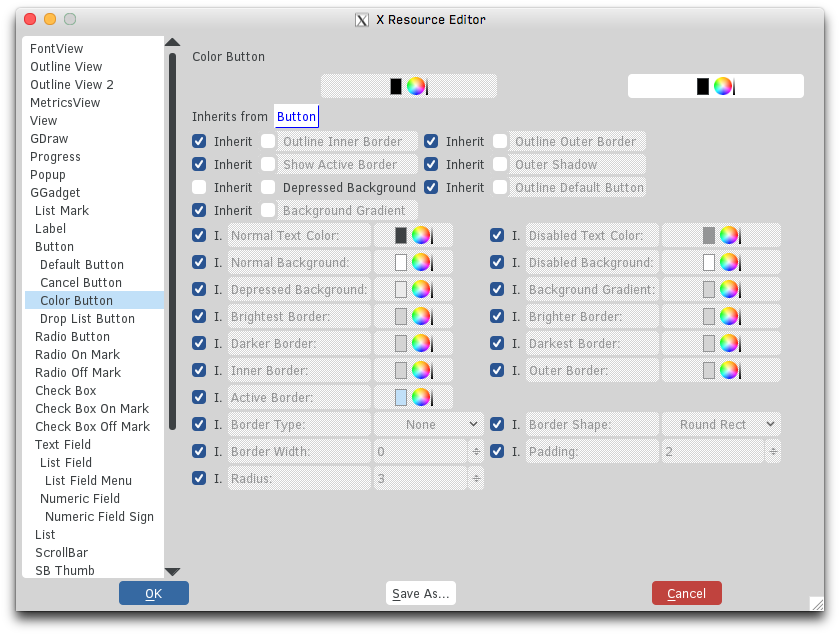 X Resource Editor
FontView
Outline View
Outline View 2
MetricsView
View
GDraw
Progress
Popup
GGadget
List Mark
Label
Button
Default Button
Cancel Button
Color Button
Drop List Button
Radio Button
Radio On Mark
Radio Off Mark
Check Box
Check Box On Mark
Check Box Off Mark
Text Field
List Field
List Field Menu
Numeric Field
Numeric Field Sign
List
ScrollBar
SB Thumb
Color Button
Inherits from Button
Inherit Outline Inner Border Inherit Outline Outer Border
Inherit Show Active Border Inherit Outer Shadow
Inherit Depressed Background Inherit Outline Default Button
Inherit Background Gradient
I. Normal Text Color: I. Disabled Text Color:
I. Normal Background: I. Disabled Background:
I. Depressed Background: I. Background Gradient:
I. Brightest Border: I. Brighter Border:
I. Darker Border: I. Darkest Border:
I. Inner Border: I. Outer Border:
I. Active Border:
I. Border Type: None I. Border Shape: Round Rect
I. Border Width: 0 I. Padding: 2
I. Radius: 3
OK Save As... Cancel